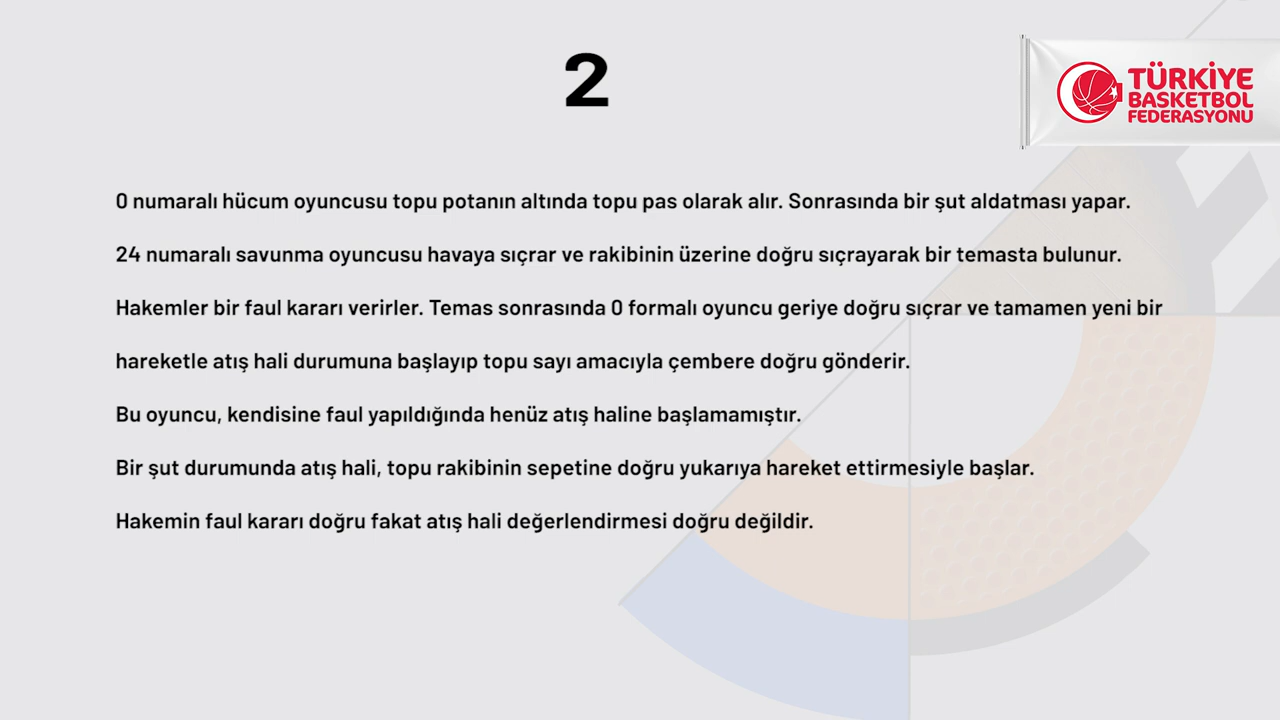 2
TÜRKİYE
BASKETBOL
FEDERASYONU
0 numaralı hücum oyuncusu topu potanın altında topu pas olarak alır. Sonrasında bir şut aldatması yapar.
24 numaralı savunma oyuncusu havaya sıçrar ve rakibinin üzerine doğru sıçrayarak bir temasta bulunur.
Hakemler bir faul kararı verirler. Temas sonrasında 0 formalı oyuncu geriye doğru sıçrar ve tamamen yeni bir
hareketle atış hali durumuna başlayıp topu sayı amacıyla çembere doğru gönderir.
Bu oyuncu, kendisine faul yapıldığında henüz atış haline başlamamıştır.
Bir şut durumunda atış hali, topu rakibinin sepetine doğru yukarıya hareket ettirmesiyle başlar.
Hakemin faul kararı doğru fakat atış hali değerlendirmesi doğru değildir.